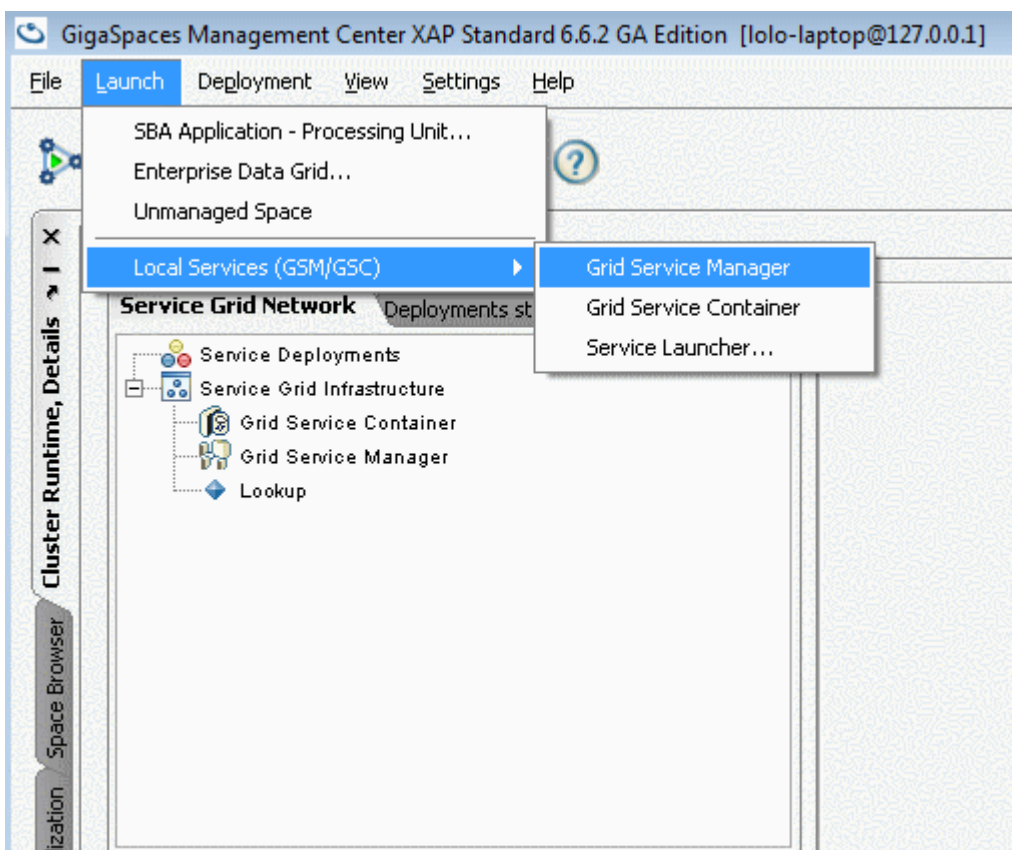 GigaSpaces Management Center XAP Standard 6.6.2 GA Edition [lolo-laptop@127.0.0.1]
File Launch Deployment View Settings Help
SBA Application - Processing Unit...
Enterprise Data Grid...
Unmanaged Space
Local Services (GSM/GSC)
Grid Service Manager
Grid Service Container
Service Launcher...
Service Grid Network Deployments st
Service Deployments
Service Grid Infrastructure
Grid Service Container
Grid Service Manager
Lookup
Cluster Runtime, Details
Space Browser
ization